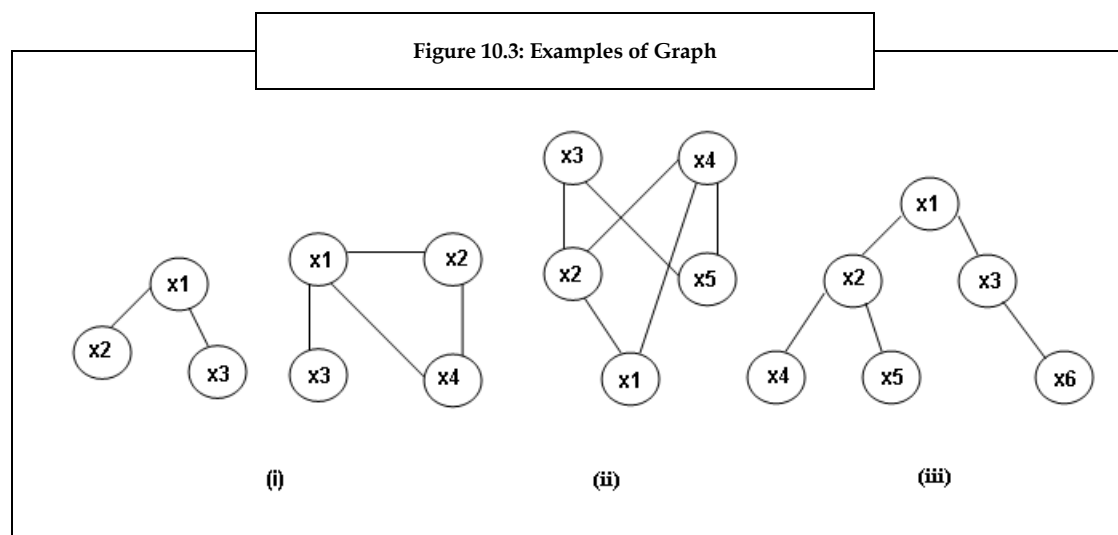 Figure 10.3: Examples of Graph
x1
x2
x3
x1
x2
x3
x4
x3
x4
x2
x5
x1
x1
x2
x3
x4
x5
x6
(i)
(ii)
(iii)